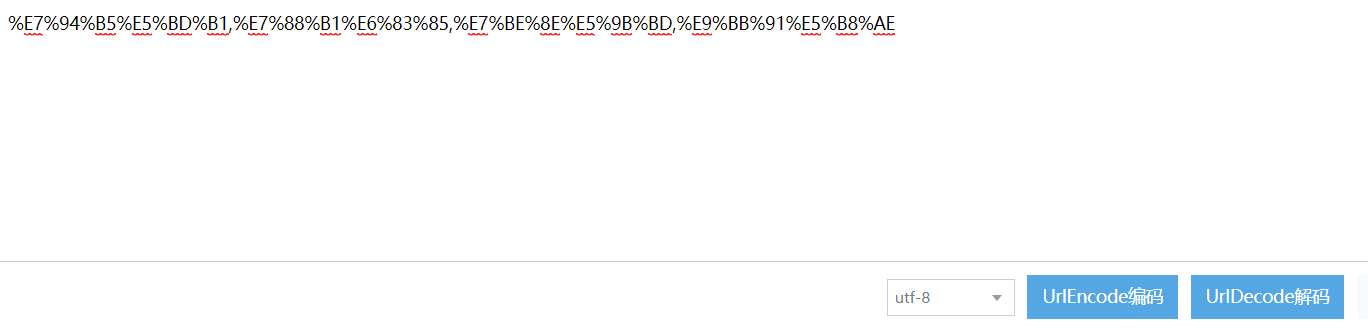 %E7%94%B5%E5%BD%B1,%E7%88%B1%E6%83%85,%E7%BE%8E%E5%9B%BD,%E9%BB%91%E5%B8%AE
utf-8 UrlEncode编码 UrlDecode解码